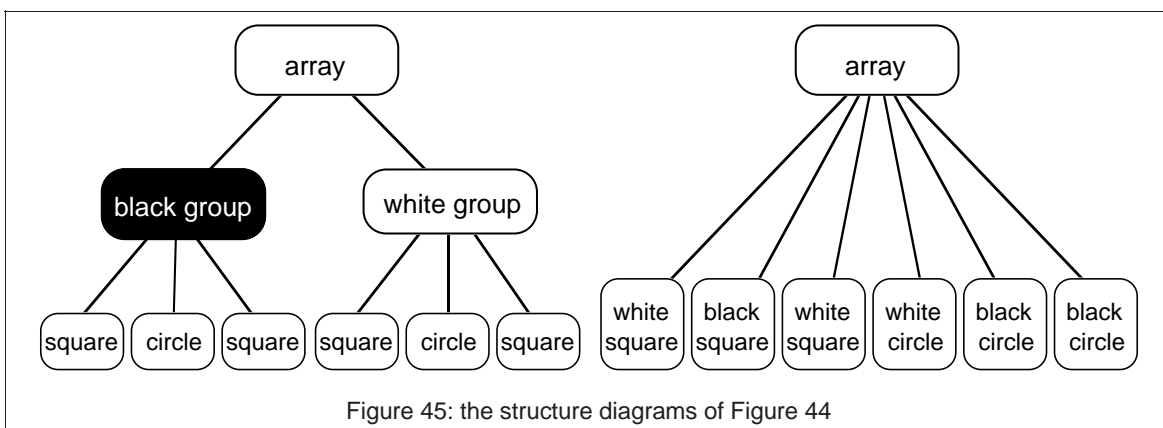 array
black group
white group
square
circle
square
square
circle
square
array
white
square
black
square
white
square
white
circle
black
circle
black
circle
Figure 45: the structure diagrams of Figure 44